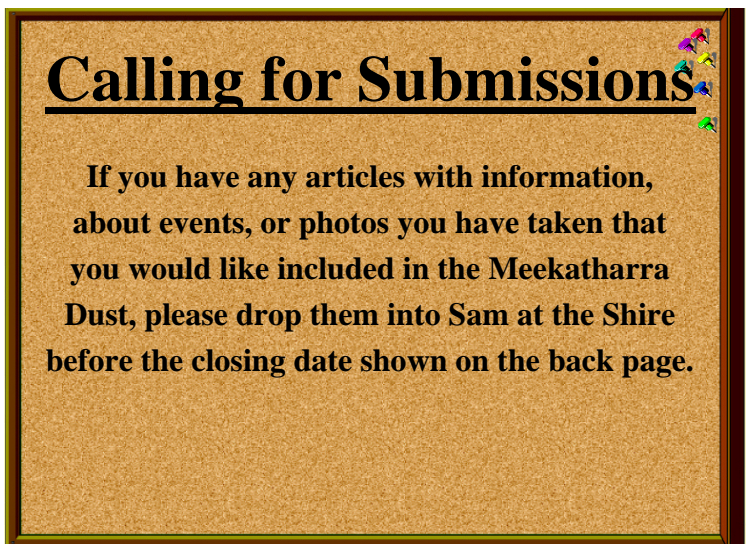 Calling for Submissions
If you have any articles with information,
about events, or photos you have taken that
you would like included in the Meekatharra
Dust, please drop them into Sam at the Shire
before the closing date shown on the back page.